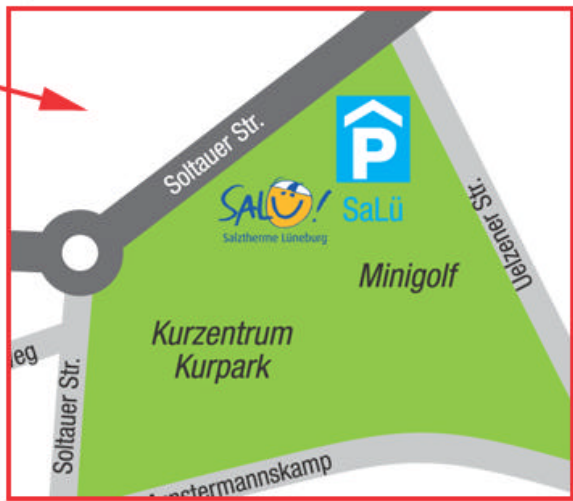 Soltauer Str.
P
SALÜ!
Salztherme Lüneburg
SaLü
Uelzener Str.
Minigolf
Kurzentrum
Kurpark
Soltauer Str.